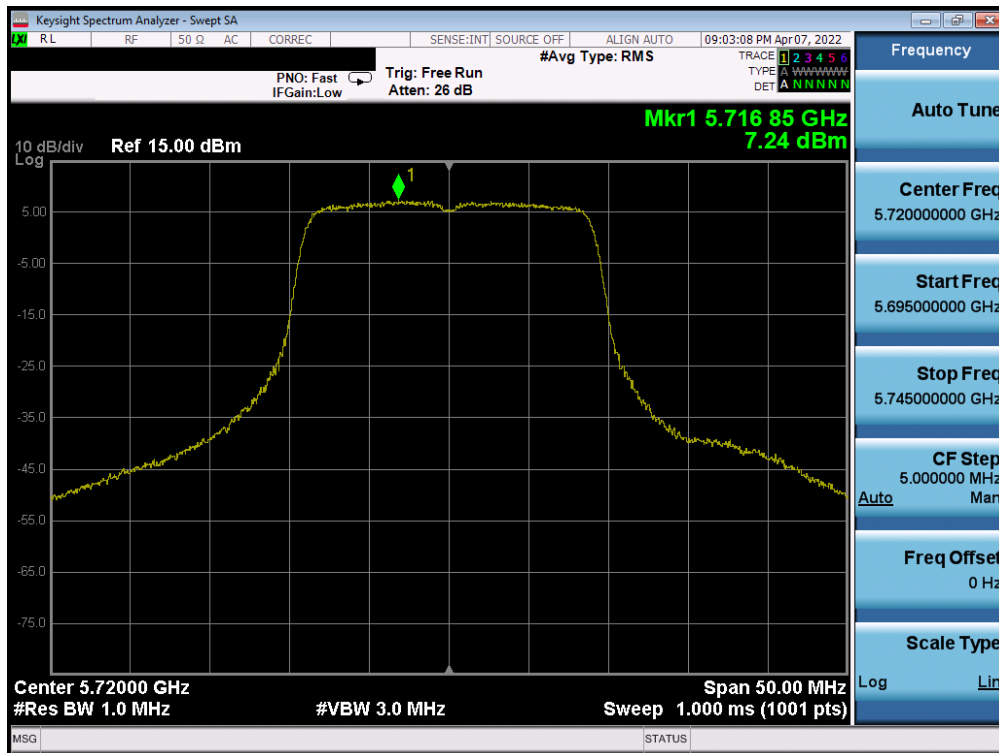 Keysight Spectrum Analyzer - Swept SA
LXI RL RF 50 Ω AC CORREC SENSE:INT SOURCE OFF ALIGN AUTO 09:03:08 PM Apr 07, 2022
#Avg Type: RMS
TRACE 1 2 3 4 5 6
TYPE A WWWWW
DET A N N N N N
PNO: Fast Trig: Free Run
IFGain:Low Atten: 26 dB
Mkr1 5.716 85 GHz
7.24 dBm
10 dB/div Ref 15.00 dBm
Log
1
5.00
-5.00
-15.0
-25.0
-35.0
-45.0
-55.0
-65.0
-75.0
Center 5.72000 GHz Span 50.00 MHz
#Res BW 1.0 MHz #VBW 3.0 MHz Sweep 1.000 ms (1001 pts)
MSG STATUS
Frequency
Auto Tune
Center Freq
5.720000000 GHz
Start Freq
5.695000000 GHz
Stop Freq
5.745000000 GHz
CF Step
5.000000 MHz
Auto Man
Freq Offset
0 Hz
Scale Type
Log Lin